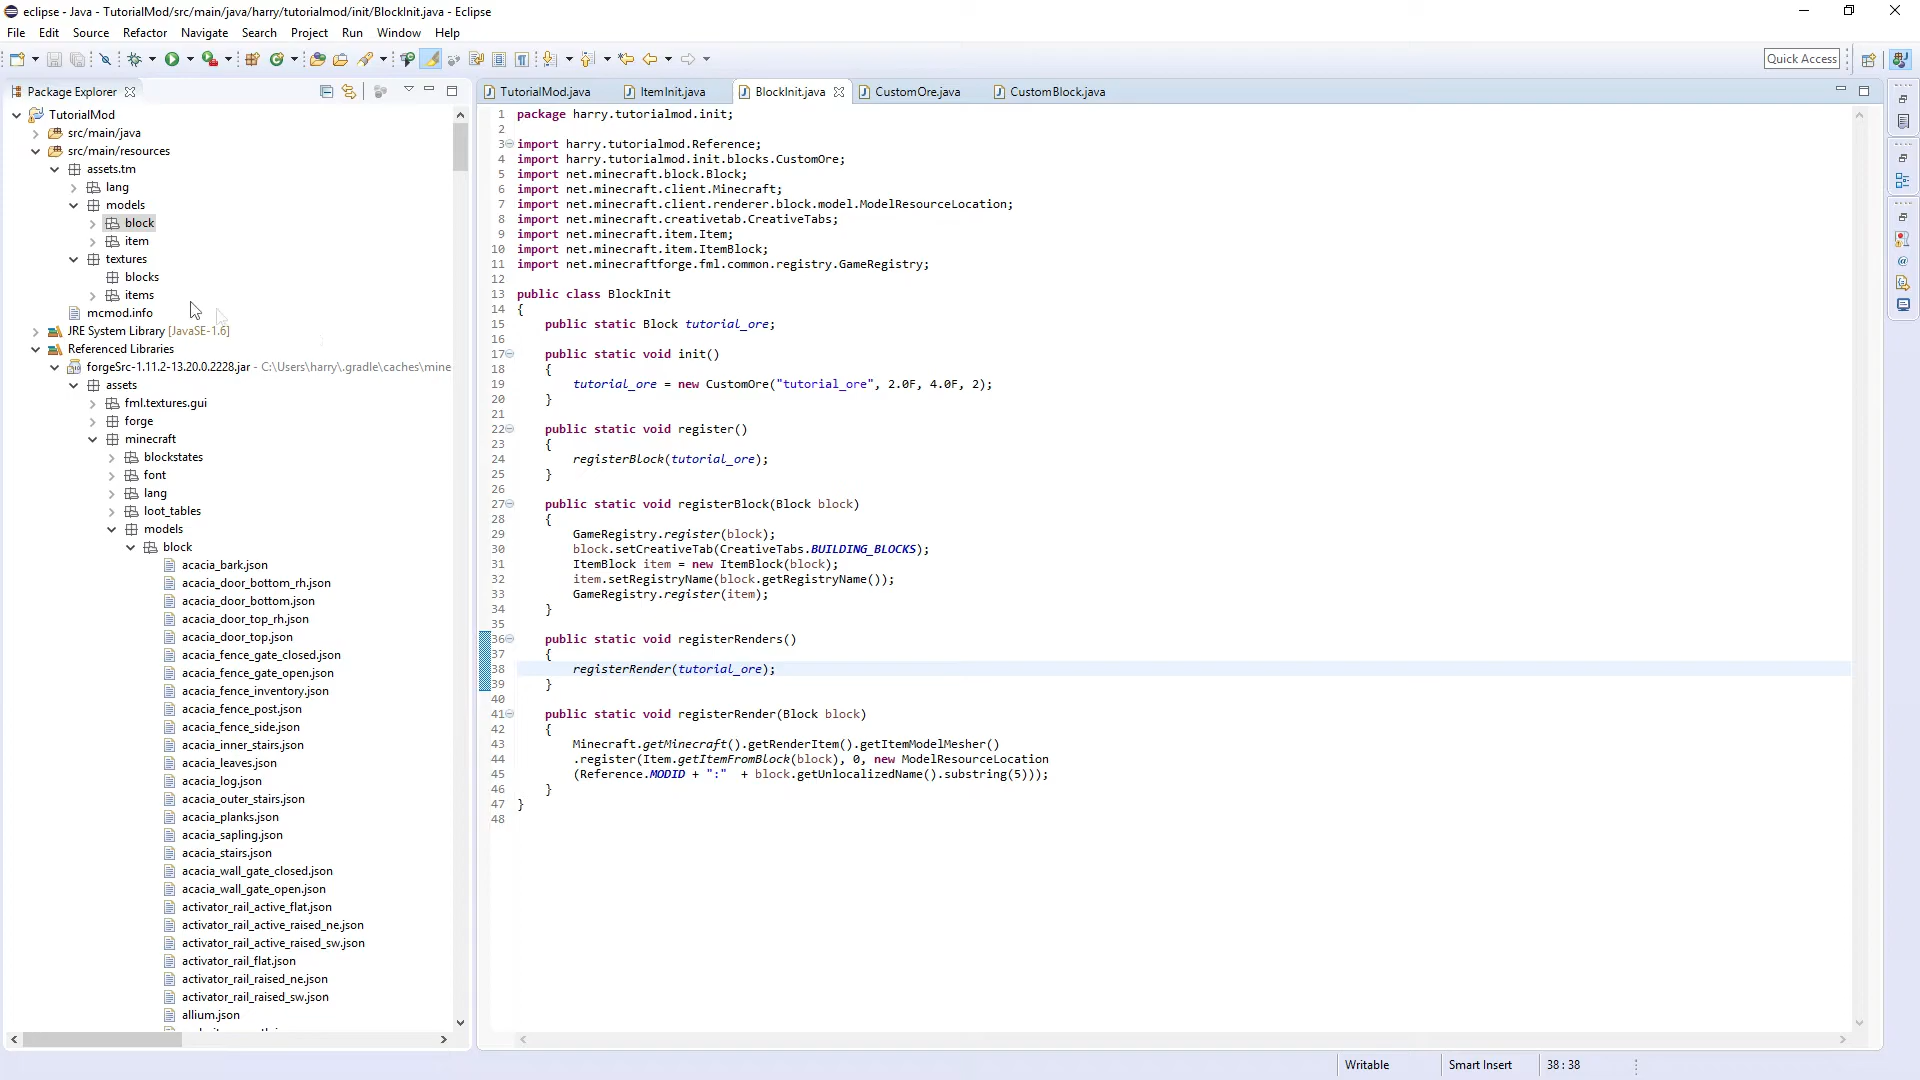 eclipse - Java - TutorialMod/src/main/java/harry/tutorialmod/init/BlockInit.java - Eclipse
File Edit Source Refactor Navigate Search Project Run Window Help
Quick Access
Package Explorer
TutorialMod
src/main/java
src/main/resources
assets.tm
lang
models
block
item
textures
blocks
items
mcmod.info
JRE System Library [JavaSE-1.6]
Referenced Libraries
forgeSrc-1.11.2-13.20.0.2228.jar - C:\Users\harry\.gradle\caches\mine
assets
fml.textures.gui
forge
minecraft
blockstates
font
lang
loot_tables
models
block
acacia_bark.json
acacia_door_bottom_rh.json
acacia_door_bottom.json
acacia_door_top_rh.json
acacia_door_top.json
acacia_fence_gate_closed.json
acacia_fence_gate_open.json
acacia_fence_inventory.json
acacia_fence_post.json
acacia_fence_side.json
acacia_inner_stairs.json
acacia_leaves.json
acacia_log.json
acacia_outer_stairs.json
acacia_planks.json
acacia_sapling.json
acacia_stairs.json
acacia_wall_gate_closed.json
acacia_wall_gate_open.json
activator_rail_active_flat.json
activator_rail_active_raised_ne.json
activator_rail_active_raised_sw.json
activator_rail_flat.json
activator_rail_raised_ne.json
activator_rail_raised_sw.json
allium.json
TutorialMod.java ItemInit.java BlockInit.java CustomOre.java CustomBlock.java
1 package harry.tutorialmod.init;
2
3 import harry.tutorialmod.Reference;
4 import harry.tutorialmod.init.blocks.CustomOre;
5 import net.minecraft.block.Block;
6 import net.minecraft.client.Minecraft;
7 import net.minecraft.client.renderer.block.model.ModelResourceLocation;
8 import net.minecraft.creativetab.CreativeTabs;
9 import net.minecraft.item.Item;
10 import net.minecraft.item.ItemBlock;
11 import net.minecraftforge.fml.common.registry.GameRegistry;
12
13 public class BlockInit
14 {
15 public static Block tutorial_ore;
16
17 public static void init()
18 {
19 tutorial_ore = new CustomOre("tutorial_ore", 2.0F, 4.0F, 2);
20 }
21
22 public static void register()
23 {
24 registerBlock(tutorial_ore);
25 }
26
27 public static void registerBlock(Block block)
28 {
29 GameRegistry.register(block);
30 block.setCreativeTab(CreativeTabs.BUILDING_BLOCKS);
31 ItemBlock item = new ItemBlock(block);
32 item.setRegistryName(block.getRegistryName());
33 GameRegistry.register(item);
34 }
35
36 public static void registerRenders()
37 {
38 registerRender(tutorial_ore);
39 }
40
41 public static void registerRender(Block block)
42 {
43 Minecraft.getMinecraft().getRenderItem().getItemModelMesher()
44 .register(Item.getItemFromBlock(block), 0, new ModelResourceLocation
45 (Reference.MODID + ":" + block.getUnlocalizedName().substring(5)));
46 }
47 }
48
Writable Smart Insert 38 : 38